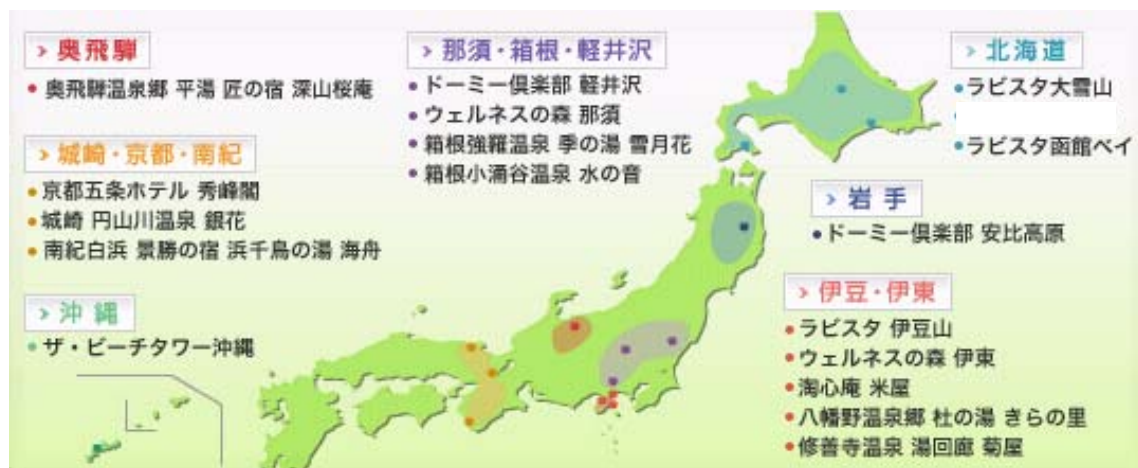 奥飛騨
奥飛騨温泉郷 平湯 匠の宿 深山桜庵
城崎・京都・南紀
京都五条ホテル 秀峰閣
城崎 円山川温泉 銀花
南紀白浜 景勝の宿 浜千鳥の湯 海舟
沖縄
ザ・ビーチタワー沖縄
那須・箱根・軽井沢
ドーミー倶楽部 軽井沢
ウェルネスの森 那須
箱根強羅温泉 季の湯 雪月花
箱根小涌谷温泉 水の音
北海道
ラビスタ大雪山
ラビスタ函館ベイ
岩手
ドーミー倶楽部 安比高原
伊豆・伊東
ラビスタ 伊豆山
ウェルネスの森 伊東
淘心庵 米屋
八幡野温泉郷 杜の湯 きらの里
修善寺温泉 湯回廊 菊屋